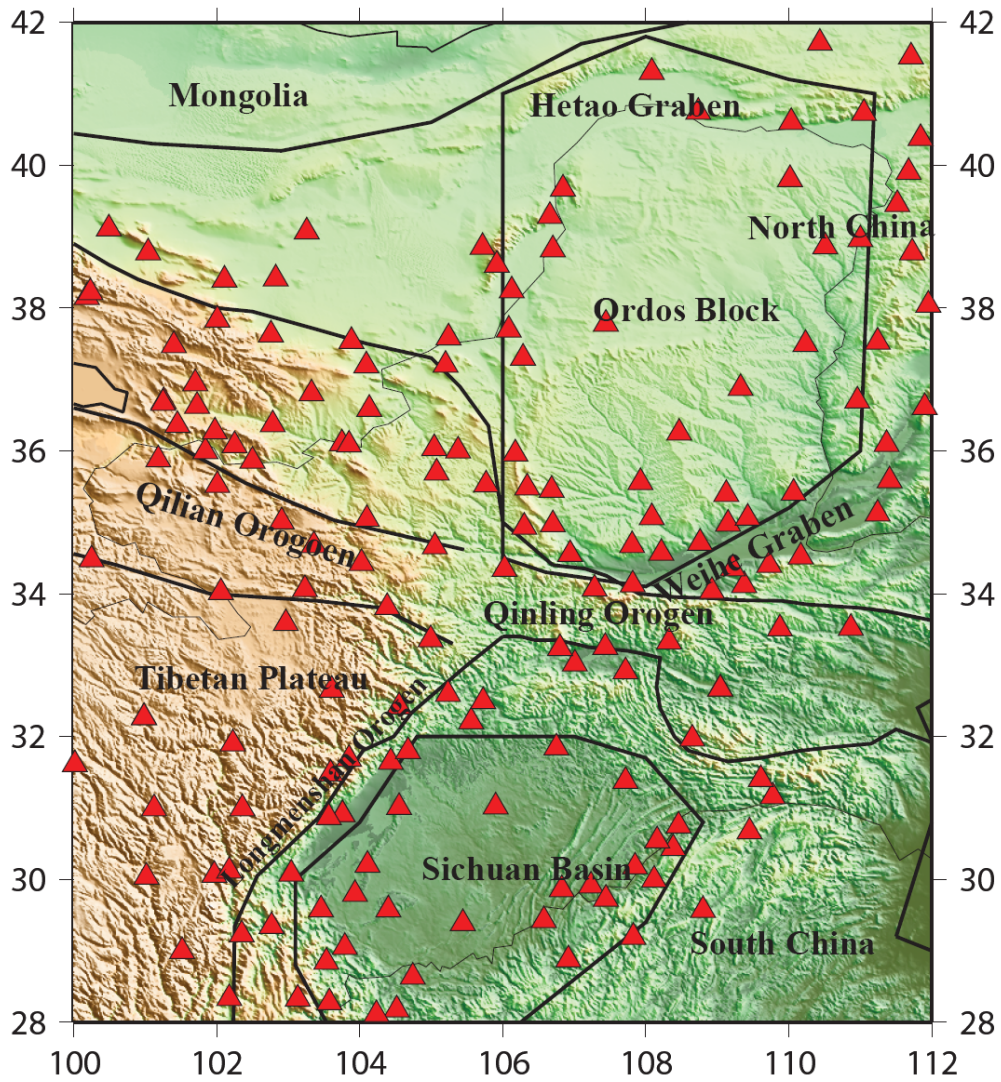 42
42
Mongolia
Hetao Graben
40
40
North China
38
Ordos Block
38
36
36
Qilian Orogoen
Weihe Graben
34
34
Qinling Orogen
Tibetan Plateau
32
32
Longmenshan Orogen
Sichuan Basin
30
30
South China
28
28
100
102
104
106
108
110
112